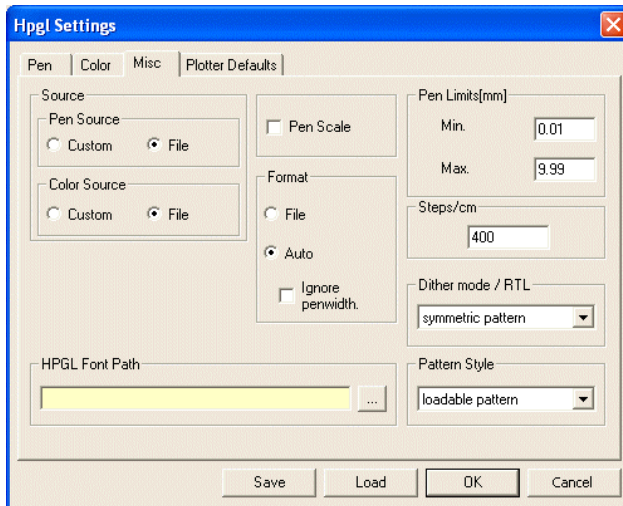 Hpgl Settings
Pen Color Misc Plotter Defaults
Source
Pen Source
Custom File
Color Source
Custom File
Pen Scale
Format
File
Auto
Ignore
penwidth.
Pen Limits[mm]
Min. 0.01
Max. 9.99
Steps/cm
400
Dither mode / RTL
symmetric pattern
HPGL Font Path
...
Pattern Style
loadable pattern
Save Load OK Cancel